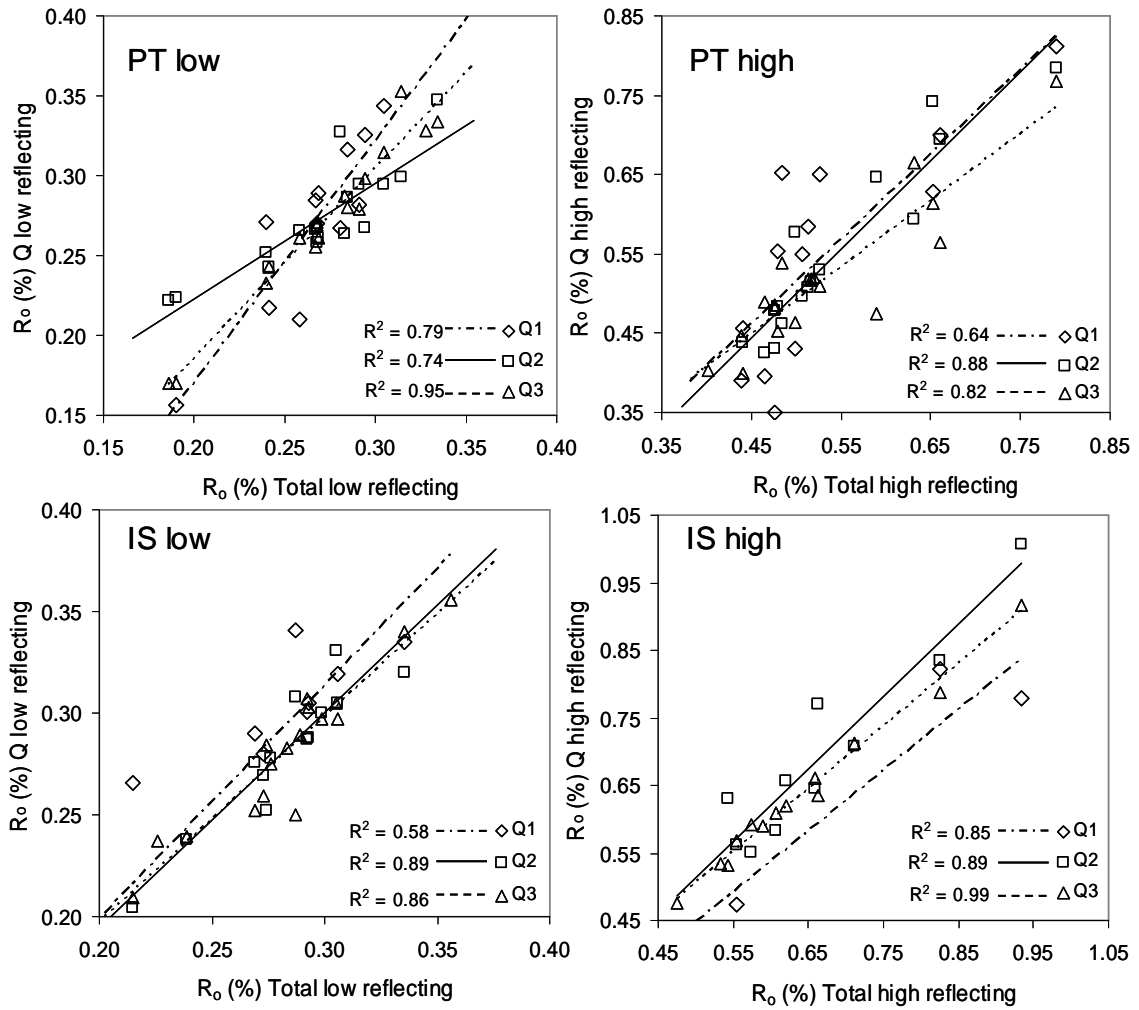 PT low
0.40
0.35
0.30
0.25
0.20
0.15
0.15
0.20
0.25
0.30
0.35
0.40
Ro (%) Q low reflecting
Ro (%) Total low reflecting
R2 = 0.79 Q1
R2 = 0.74 Q2
R2 = 0.95 Q3
PT high
0.85
0.75
0.65
0.55
0.45
0.35
0.35
0.45
0.55
0.65
0.75
0.85
Ro (%) Q high reflecting
Ro (%) Total high reflecting
R2 = 0.64 Q1
R2 = 0.88 Q2
R2 = 0.82 Q3
IS low
0.40
0.35
0.30
0.25
0.20
0.20
0.25
0.30
0.35
0.40
Ro (%) Q low reflecting
Ro (%) Total low reflecting
R2 = 0.58 Q1
R2 = 0.89 Q2
R2 = 0.86 Q3
IS high
1.05
0.95
0.85
0.75
0.65
0.55
0.45
0.45
0.55
0.65
0.75
0.85
0.95
1.05
Ro (%) Q high reflecting
Ro (%) Total high reflecting
R2 = 0.85 Q1
R2 = 0.89 Q2
R2 = 0.99 Q3